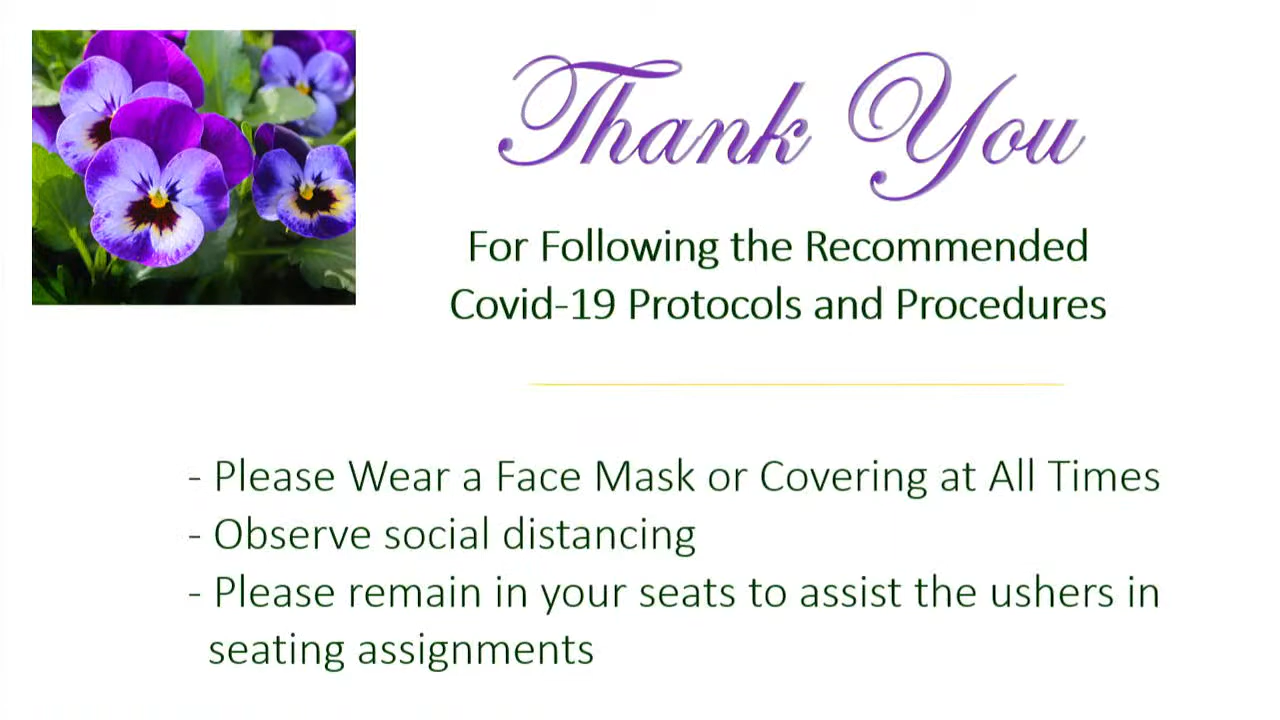 Thank You
For Following the Recommended
Covid-19 Protocols and Procedures
- Please Wear a Face Mask or Covering at All Times
- Observe social distancing
- Please remain in your seats to assist the ushers in
seating assignments